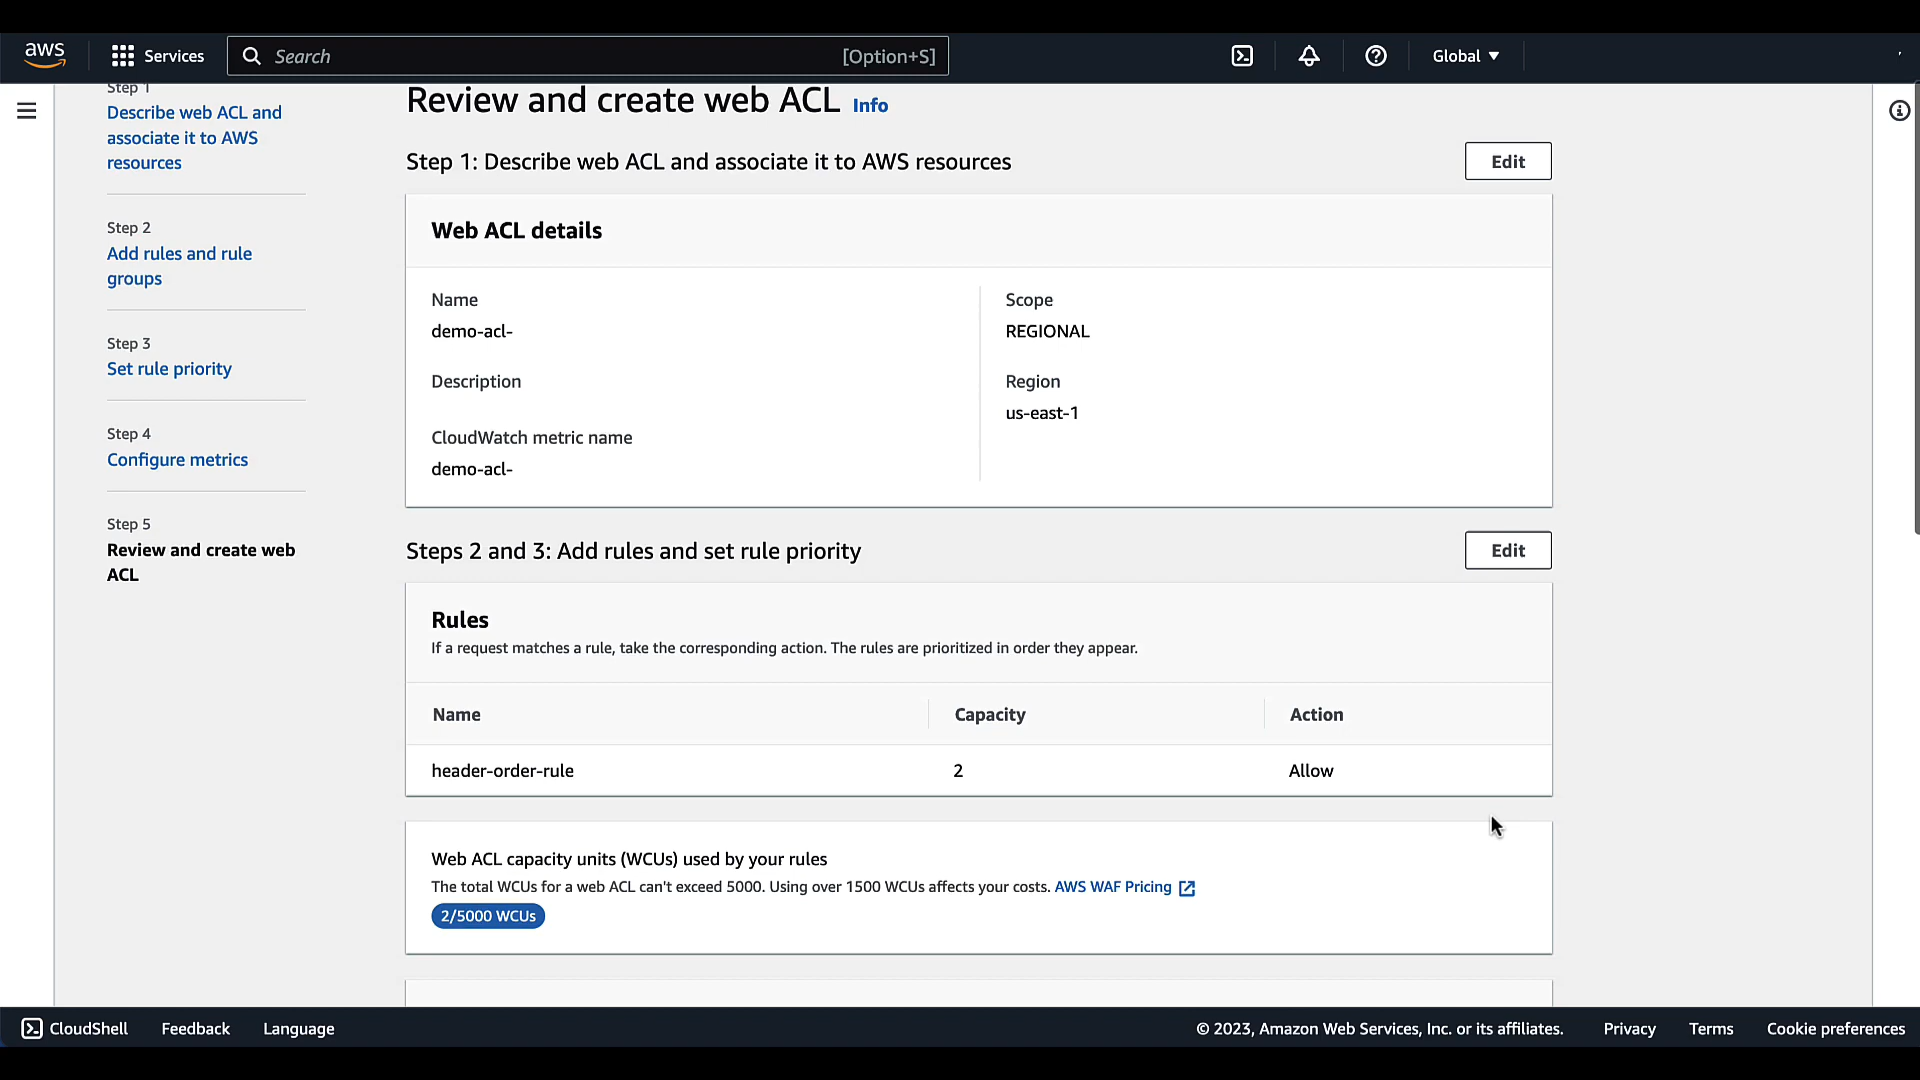 aws
Services
Search
[Option+S]
Global
Step 1
Describe web ACL and
associate it to AWS
resources
Step 2
Add rules and rule
groups
Step 3
Set rule priority
Step 4
Configure metrics
Step 5
Review and create web
ACL
Review and create web ACL Info
Step 1: Describe web ACL and associate it to AWS resources
Edit
Web ACL details
Name
demo-acl-
Scope
REGIONAL
Description
Region
us-east-1
CloudWatch metric name
demo-acl-
Steps 2 and 3: Add rules and set rule priority
Edit
Rules
If a request matches a rule, take the corresponding action. The rules are prioritized in order they appear.
Name Capacity Action
header-order-rule 2 Allow
Web ACL capacity units (WCUs) used by your rules
The total WCUs for a web ACL can't exceed 5000. Using over 1500 WCUs affects your costs. AWS WAF Pricing
2/5000 WCUs
CloudShell Feedback Language
© 2023, Amazon Web Services, Inc. or its affiliates. Privacy Terms Cookie preferences